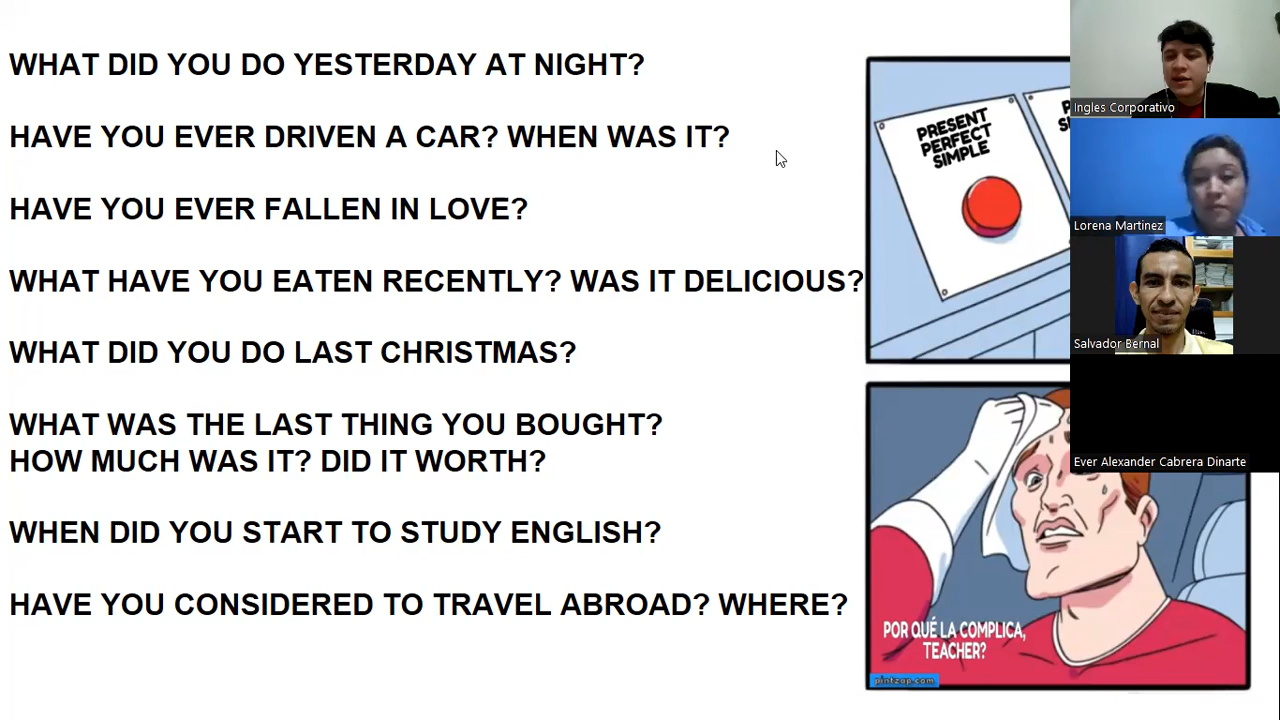 WHAT DID YOU DO YESTERDAY AT NIGHT?
HAVE YOU EVER DRIVEN A CAR? WHEN WAS IT?
HAVE YOU EVER FALLEN IN LOVE?
WHAT HAVE YOU EATEN RECENTLY? WAS IT DELICIOUS?
WHAT DID YOU DO LAST CHRISTMAS?
WHAT WAS THE LAST THING YOU BOUGHT?
HOW MUCH WAS IT? DID IT WORTH?
WHEN DID YOU START TO STUDY ENGLISH?
HAVE YOU CONSIDERED TO TRAVEL ABROAD? WHERE?
PRESENT
PERFECT
SIMPLE
POR QUÉ LA COMPLICA,
TEACHER?
pintzap.com
Ingles Corporativo
Lorena Martinez
Salvador Bernal
Ever Alexander Cabrera Dinarte